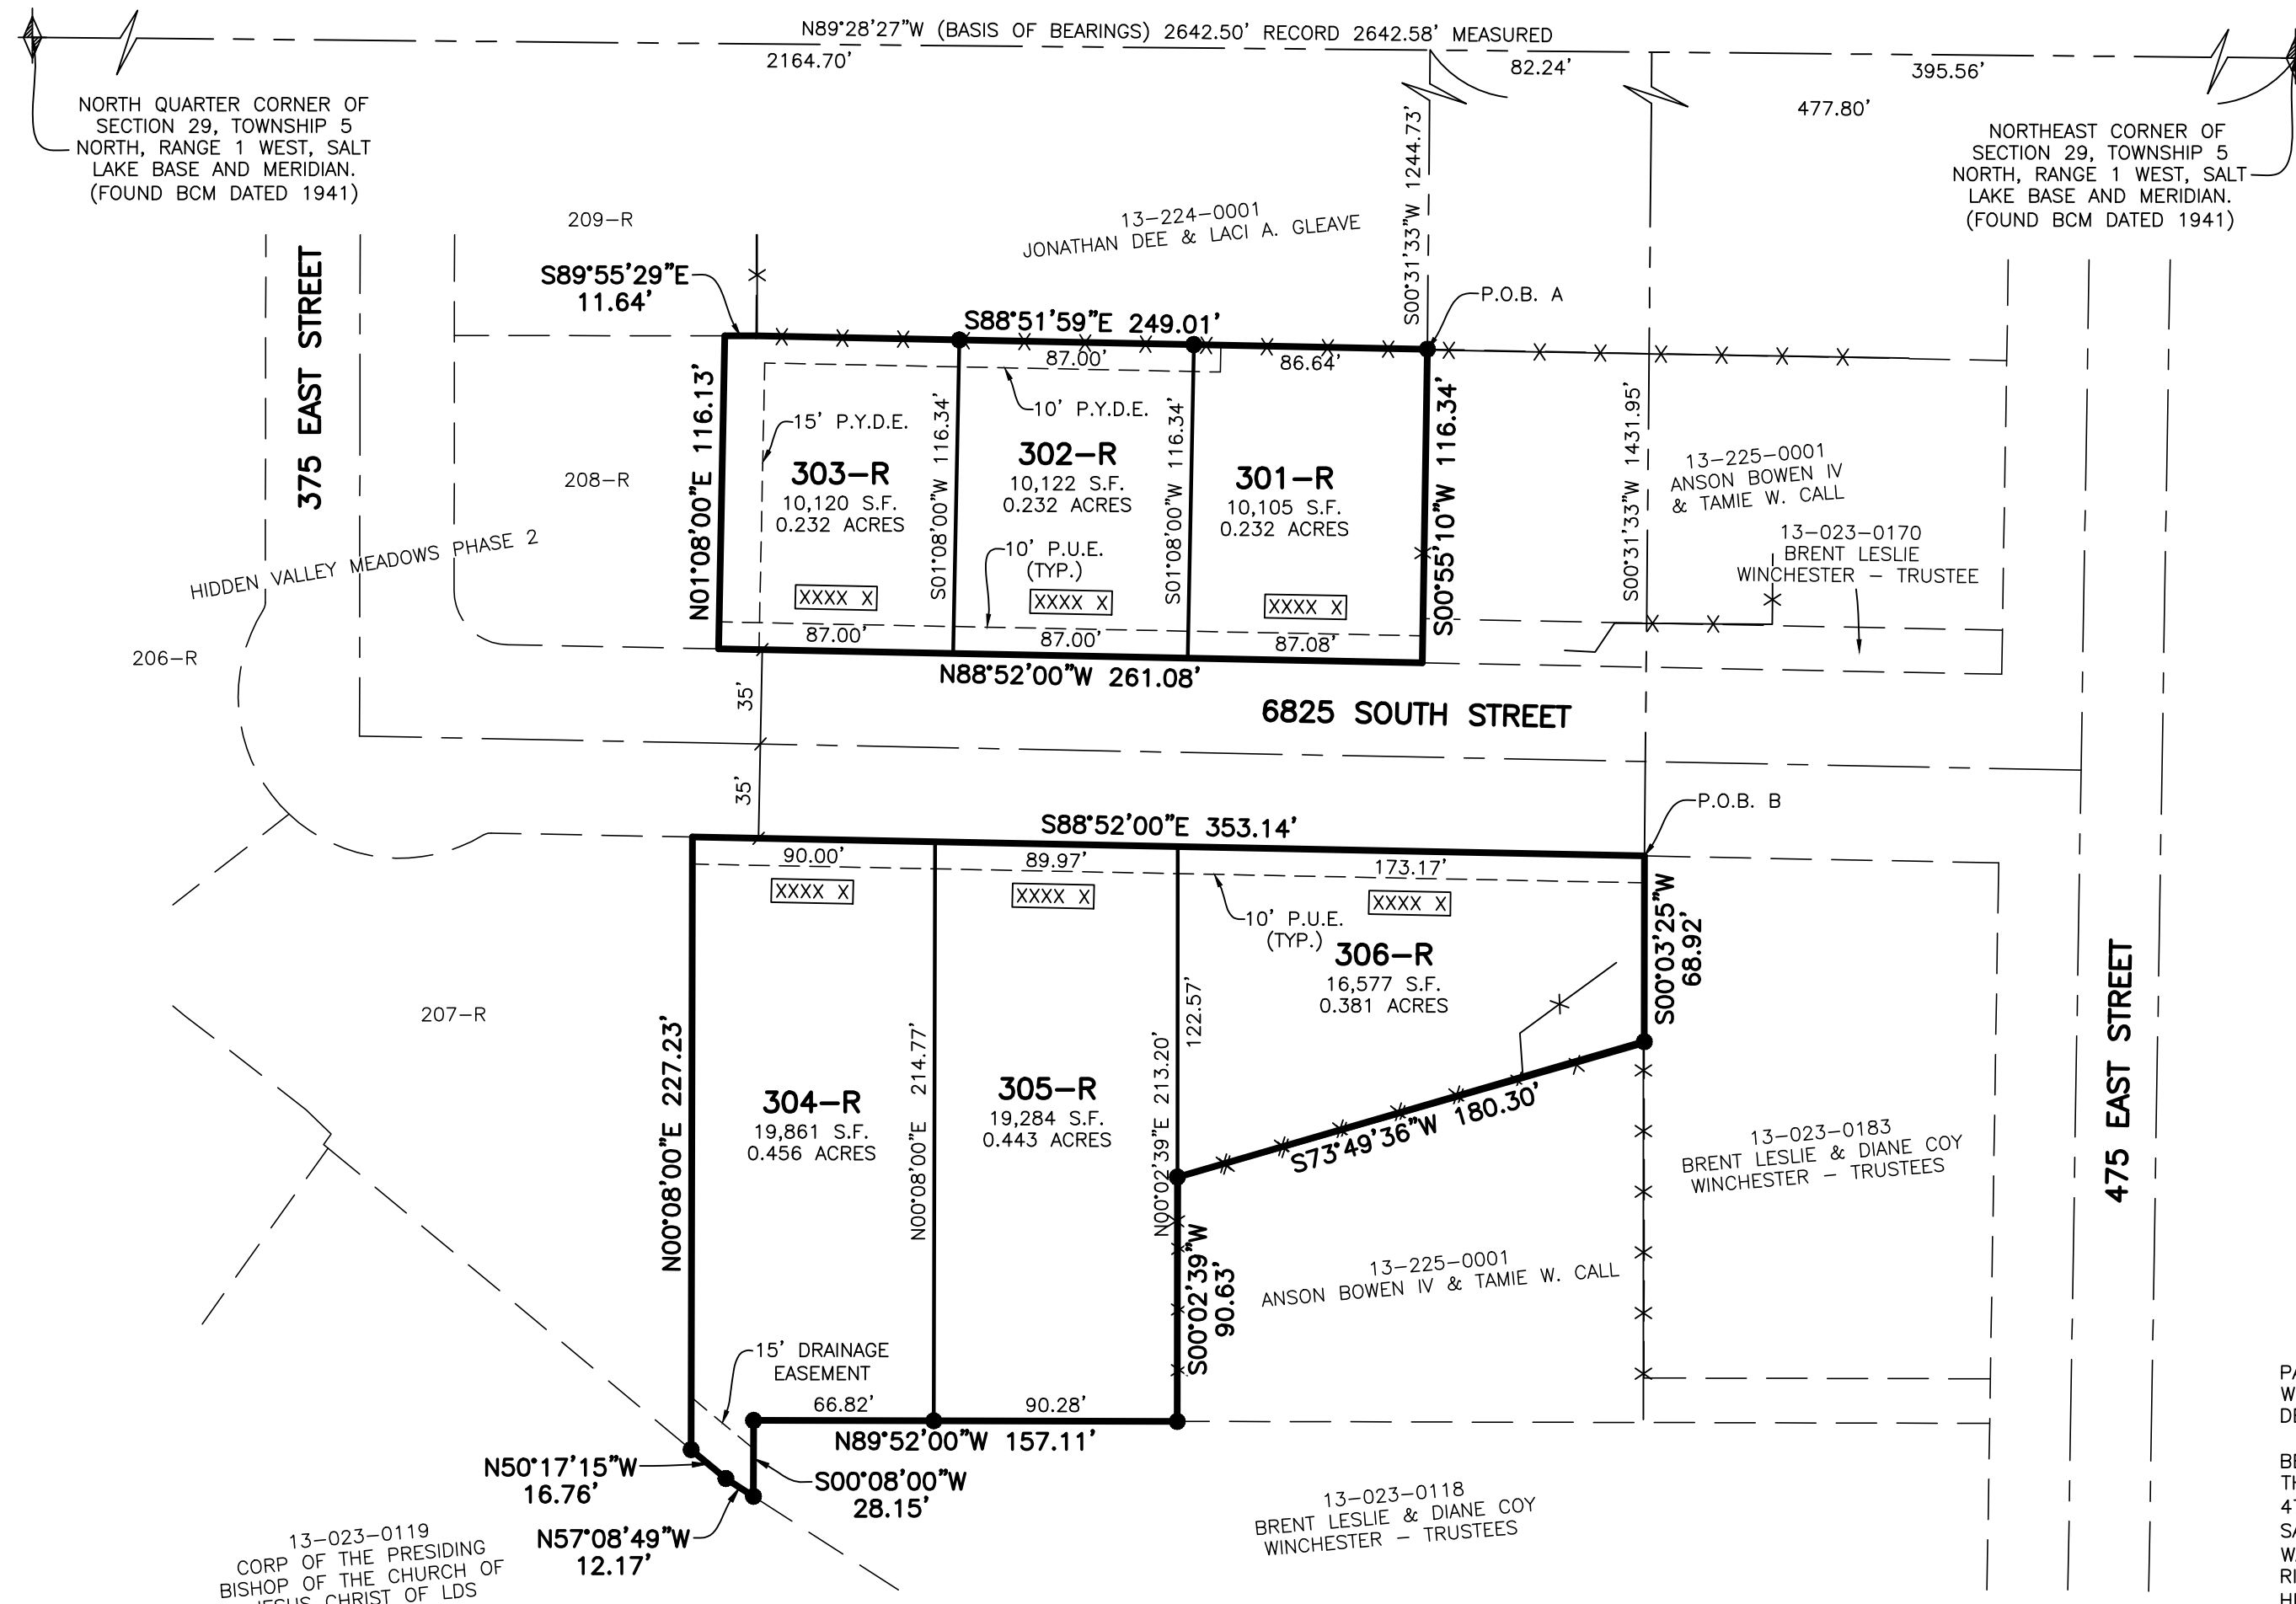 N89°28'27"W (BASIS OF BEARINGS) 2642.50' RECORD 2642.58' MEASURED
2164.70'
82.24'
395.56'
477.80'
NORTH QUARTER CORNER OF
SECTION 29, TOWNSHIP 5
NORTH, RANGE 1 WEST, SALT
LAKE BASE AND MERIDIAN.
(FOUND BCM DATED 1941)
NORTHEAST CORNER OF
SECTION 29, TOWNSHIP 5
NORTH, RANGE 1 WEST, SALT
LAKE BASE AND MERIDIAN.
(FOUND BCM DATED 1941)
S00°31'33"W 1244.73'
209-R
13-224-0001
JONATHAN DEE & LACI A. GLEAVE
375 EAST STREET
S89°55'29"E
11.64'
P.O.B. A
S88°51'59"E 249.01'
87.00'
86.64'
N01°08'00"E 116.13'
15' P.Y.D.E.
10' P.Y.D.E.
303-R
10,120 S.F.
0.232 ACRES
S01°08'00"W 116.34'
302-R
10,122 S.F.
0.232 ACRES
S01°08'00"W 116.34'
301-R
10,105 S.F.
0.232 ACRES
S00°55'10"W 116.34'
S00°31'33"W 1431.95'
208-R
13-225-0001
ANSON BOWEN IV
& TAMIE W. CALL
13-023-0170
BRENT LESLIE
WINCHESTER - TRUSTEE
HIDDEN VALLEY MEADOWS PHASE 2
10' P.U.E.
(TYP.)
XXXX X
XXXX X
XXXX X
87.00'
87.00'
87.08'
206-R
N88°52'00"W 261.08'
35'
6825 SOUTH STREET
35'
P.O.B. B
S88°52'00"E 353.14'
90.00'
89.97'
173.17'
XXXX X
XXXX X
XXXX X
10' P.U.E.
(TYP.)
306-R
16,577 S.F.
0.381 ACRES
S00°03'25"W
68.92'
475 EAST STREET
207-R
N00°08'00"E 227.23'
304-R
19,861 S.F.
0.456 ACRES
N00°08'00"E 214.77'
305-R
19,284 S.F.
0.443 ACRES
N00°02'39"E 213.20'
122.57'
S73°49'36"W 180.30'
13-023-0183
BRENT LESLIE & DIANE COY
WINCHESTER - TRUSTEES
S00°02'39"W
90.63'
13-225-0001
ANSON BOWEN IV & TAMIE W. CALL
15' DRAINAGE
EASEMENT
66.82'
90.28'
N89°52'00"W 157.11'
N50°17'15"W
16.76'
S00°08'00"W
28.15'
N57°08'49"W
12.17'
13-023-0118
BRENT LESLIE & DIANE COY
WINCHESTER - TRUSTEES
13-023-0119
CORP OF THE PRESIDING
BISHOP OF THE CHURCH OF
JESUS CHRIST OF LDS